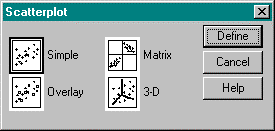 Scatterplot
Simple
Matrix
Define
Cancel
Overlay
3-D
Help